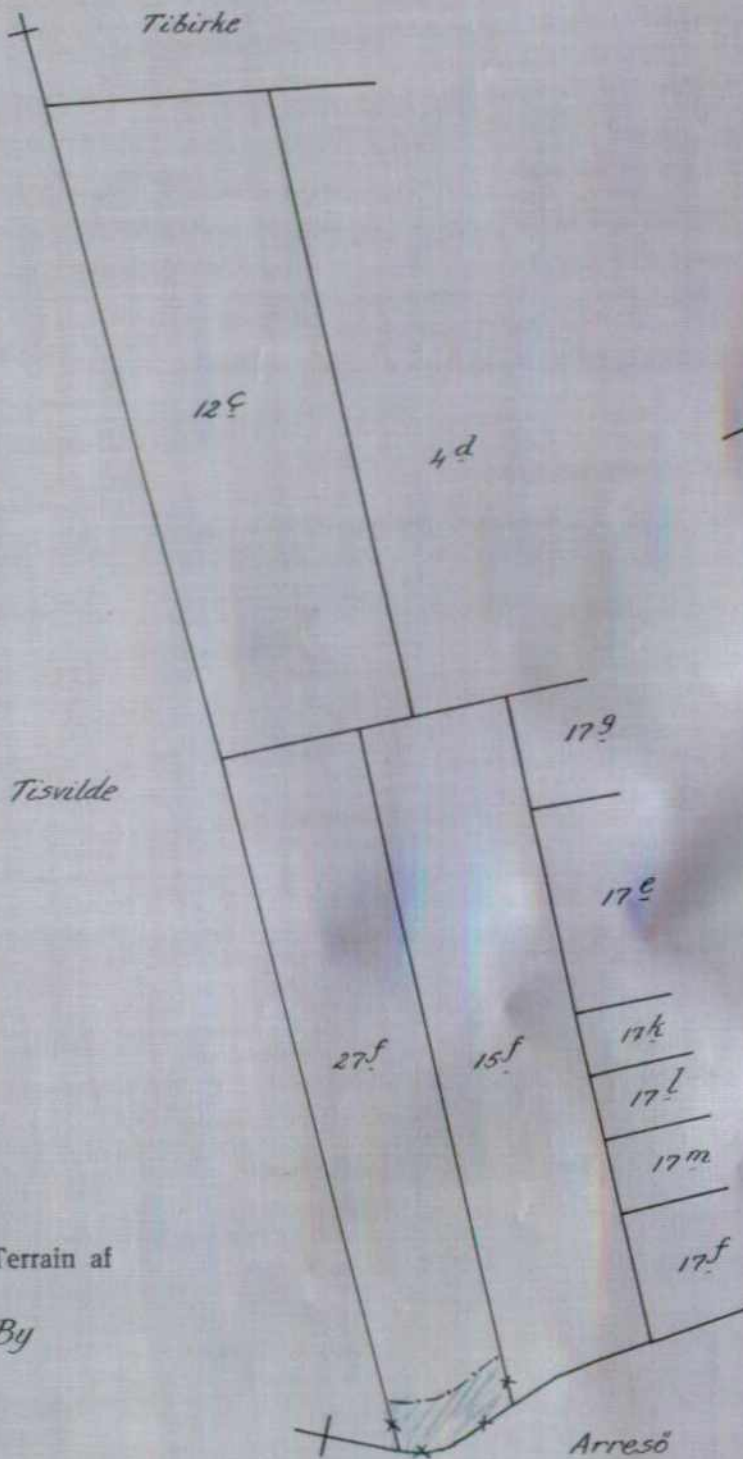 Tibirke
12c
4d
17g
Tisvilde
17e
27f
15f
17k
17l
17m
Terrain af
17f
By
Arresö